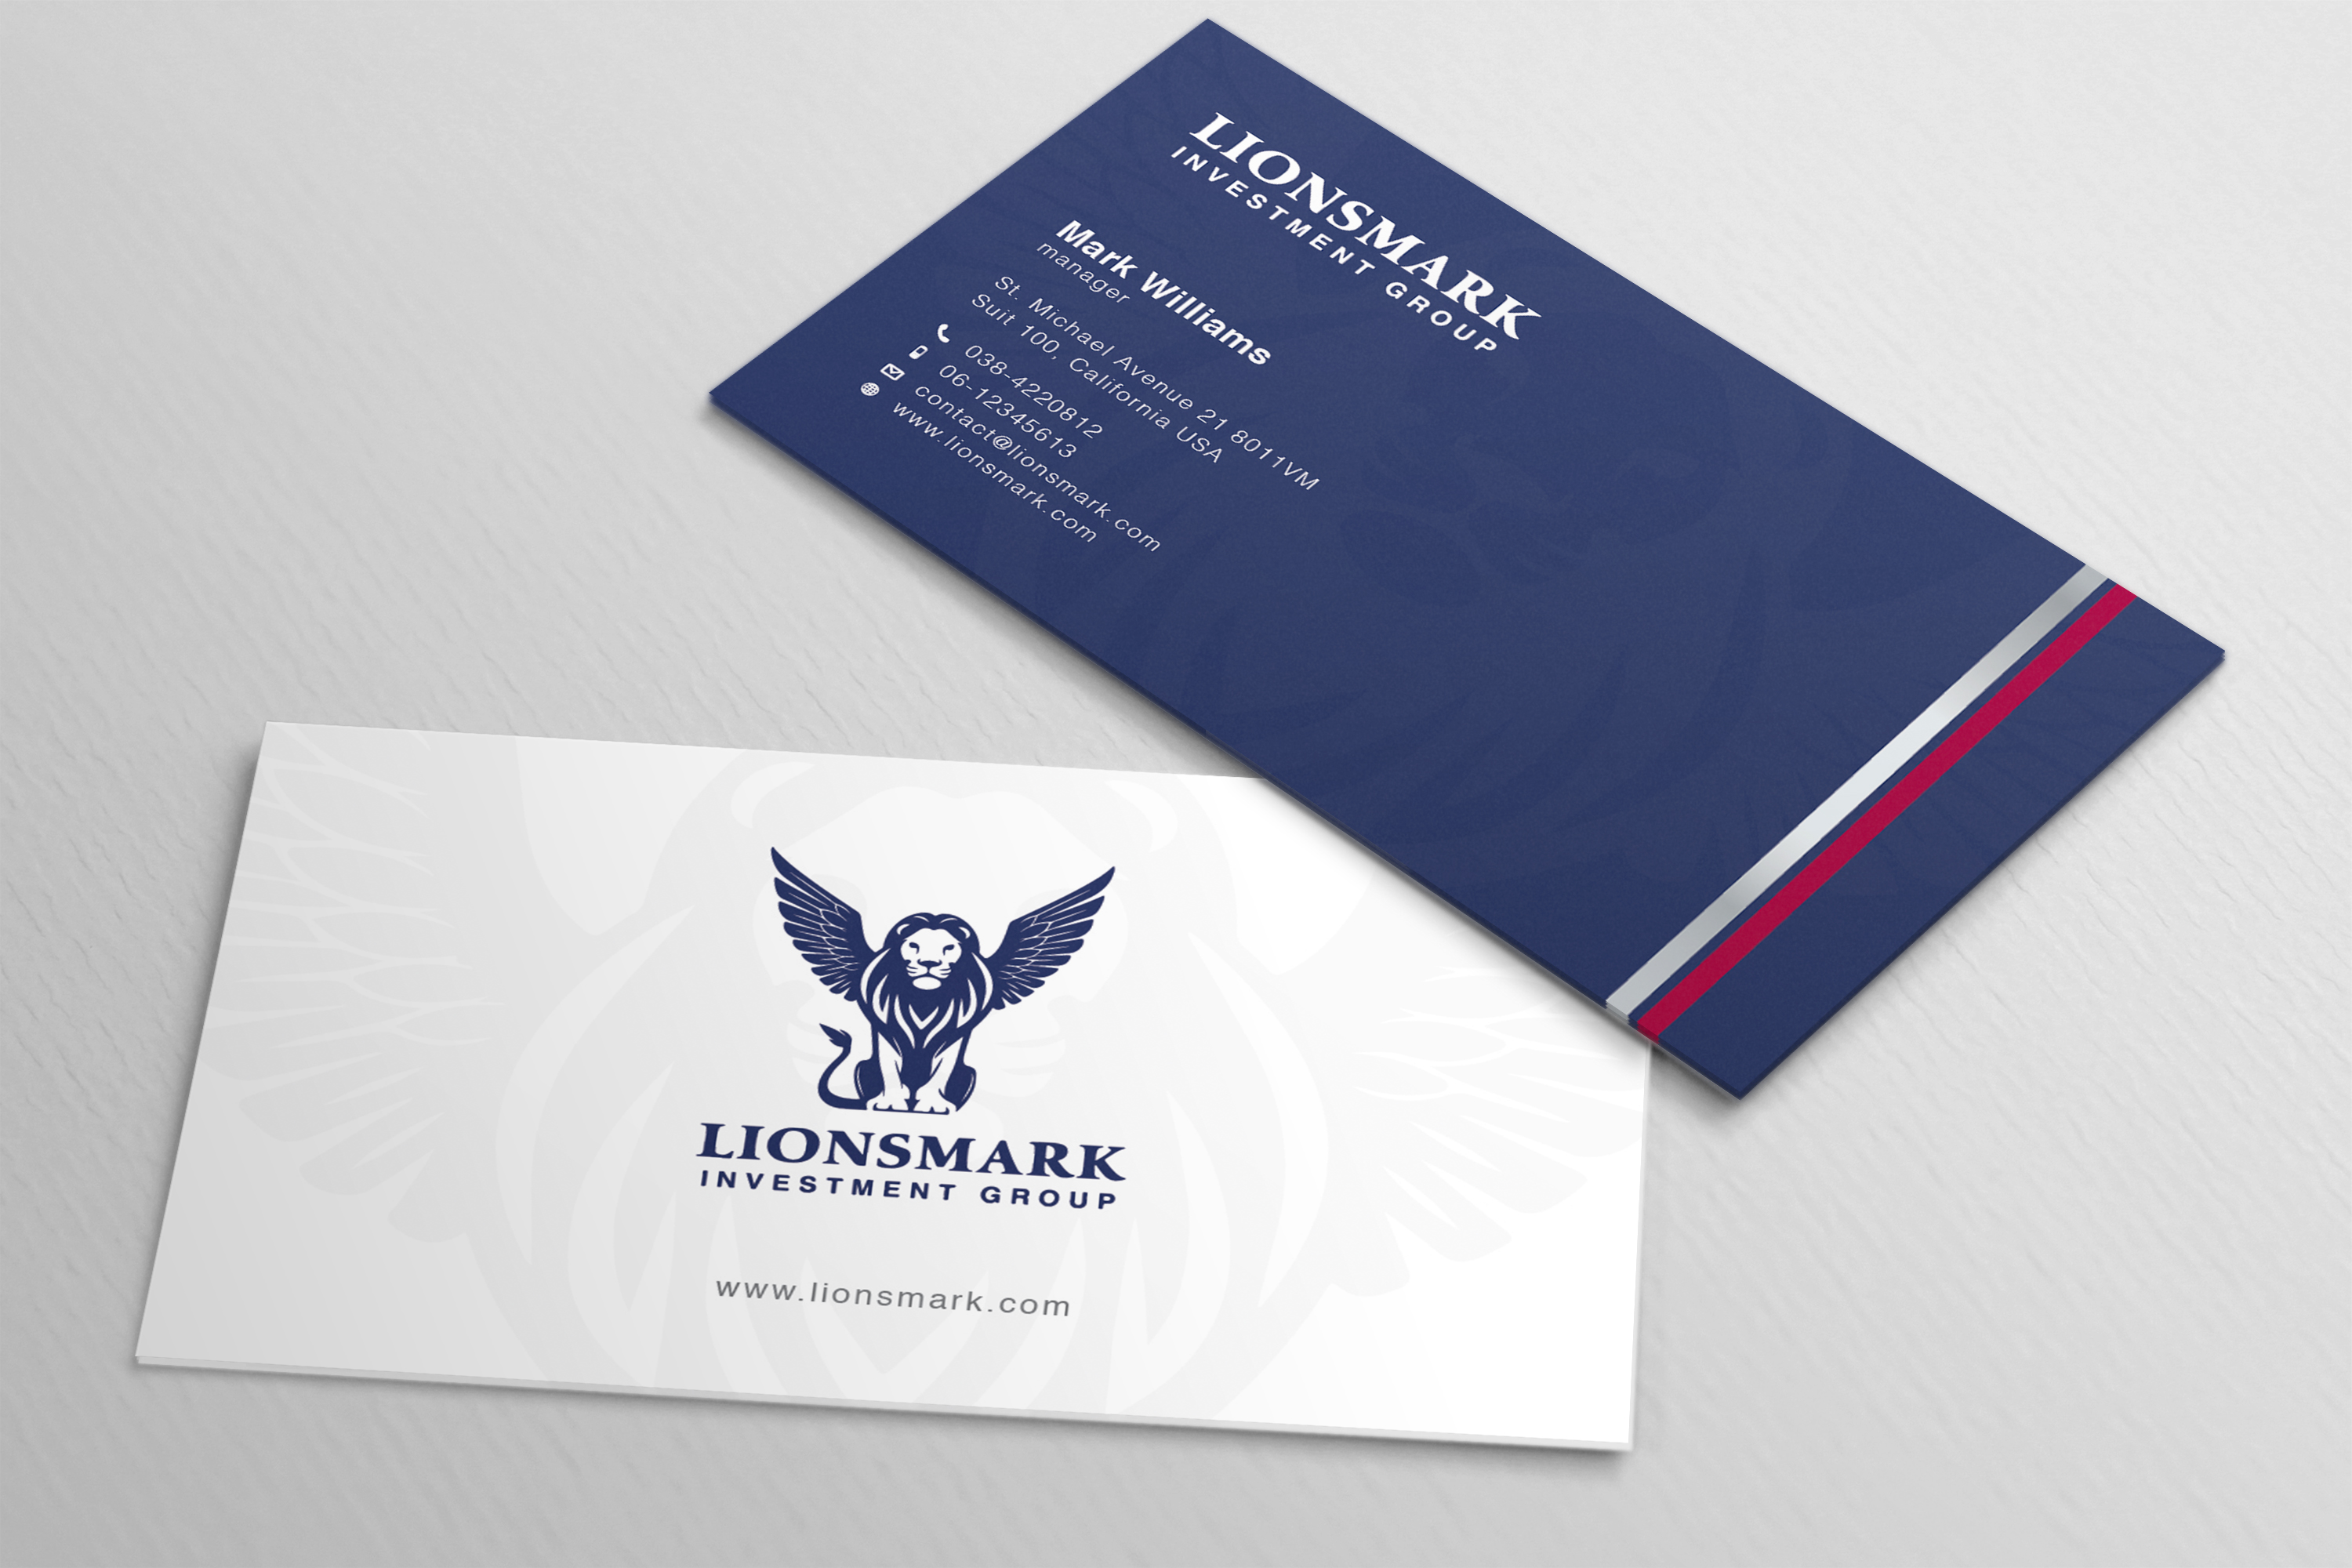 LIONSMARK
INVESTMENT GROUP
Mark Williams
manager
St. Michael Avenue 21 8011VM
Suit 100, California USA
038-4220812
06-12345613
contact@lionsmark.com
www.lionsmark.com
LIONSMARK
INVESTMENT GROUP
www.lionsmark.com